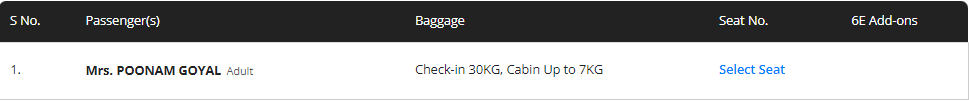 S No. Passenger(s) Baggage Seat No. 6E Add-ons
1. Mrs. POONAM GOYAL Adult Check-in 30KG, Cabin Up to 7KG Select Seat